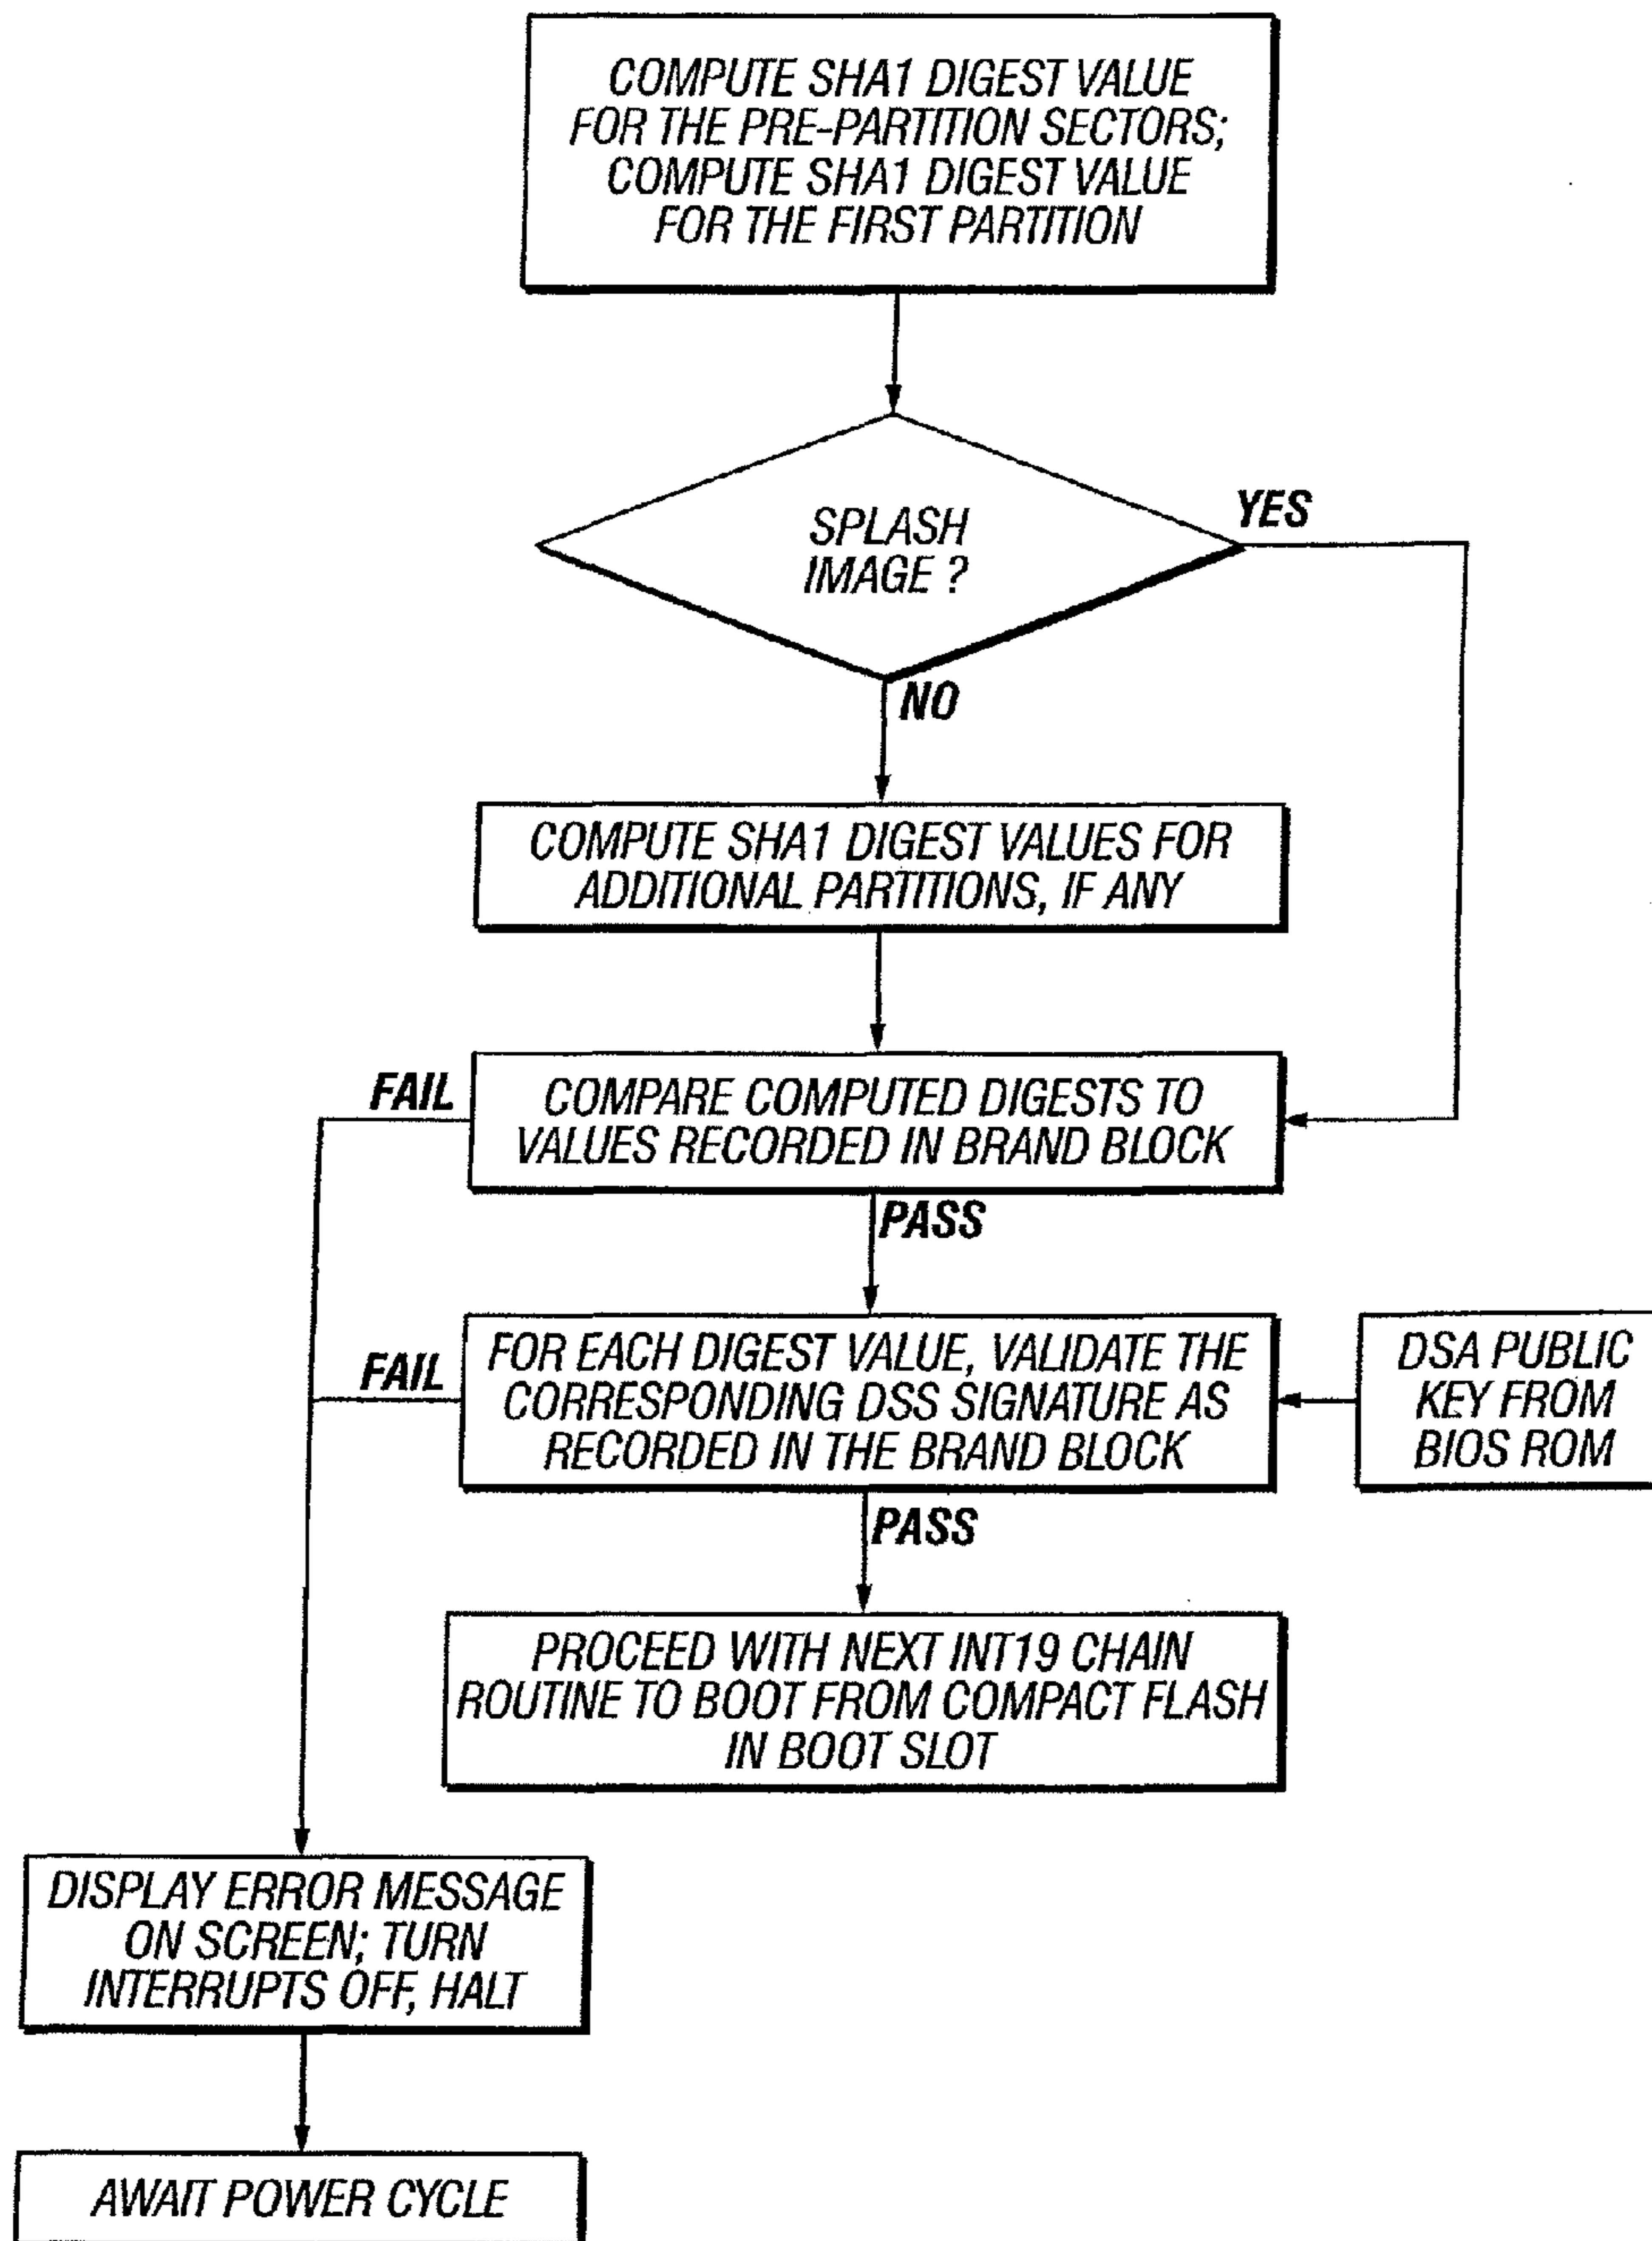 COMPUTE SHA1 DIGEST VALUE
FOR THE PRE-PARTITION SECTORS;
COMPUTE SHA1 DIGEST VALUE
FOR THE FIRST PARTITION
SPLASH
IMAGE ?
YES
NO
COMPUTE SHA1 DIGEST VALUES FOR
ADDITIONAL PARTITIONS, IF ANY
FAIL
COMPARE COMPUTED DIGESTS TO
VALUES RECORDED IN BRAND BLOCK
PASS
FAIL
FOR EACH DIGEST VALUE, VALIDATE THE
CORRESPONDING DSS SIGNATURE AS
RECORDED IN THE BRAND BLOCK
DSA PUBLIC
KEY FROM
BIOS ROM
PASS
PROCEED WITH NEXT INT19 CHAIN
ROUTINE TO BOOT FROM COMPACT FLASH
IN BOOT SLOT
DISPLAY ERROR MESSAGE
ON SCREEN; TURN
INTERRUPTS OFF, HALT
AWAIT POWER CYCLE